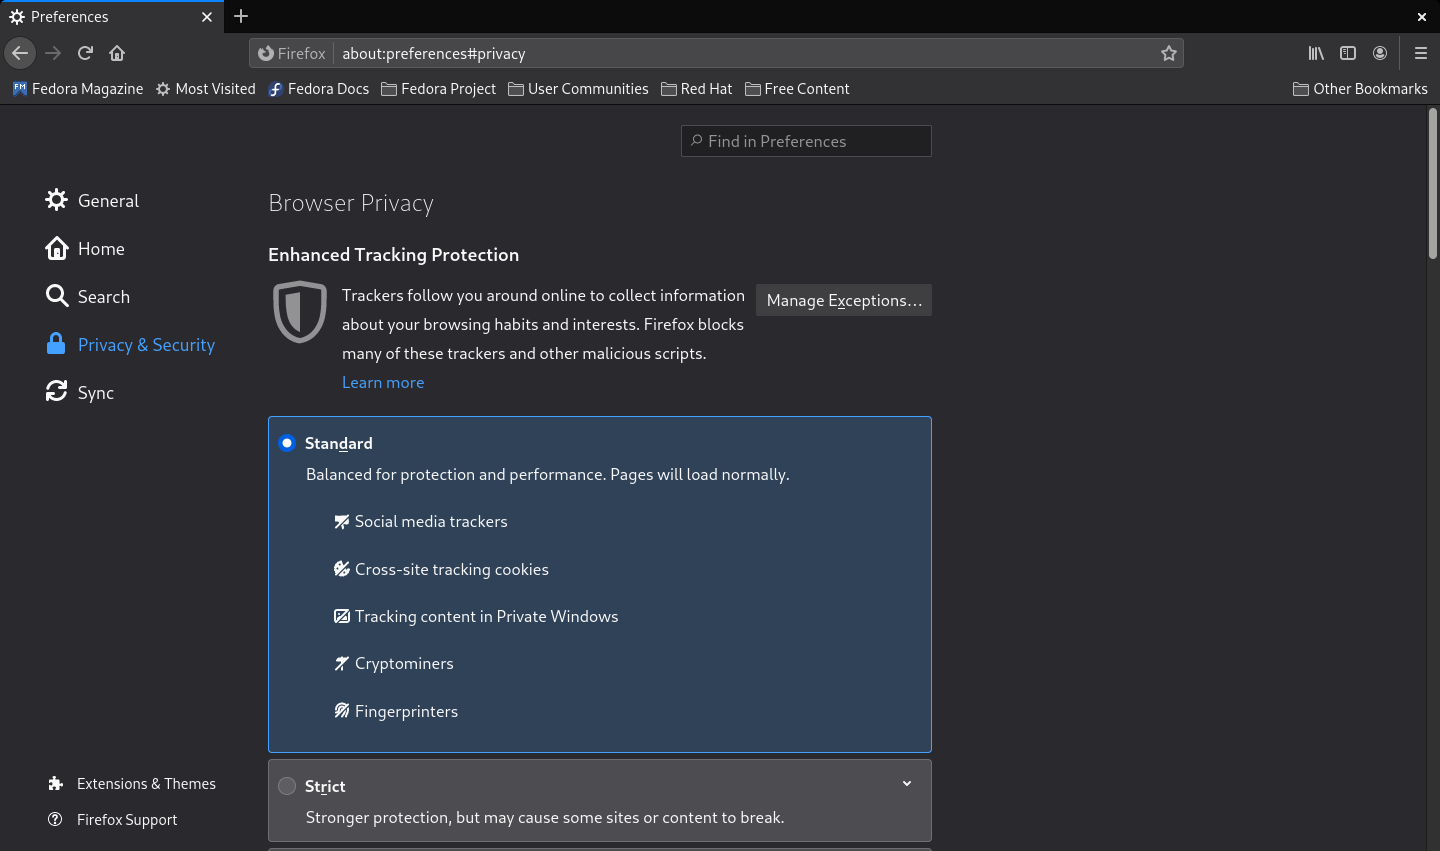 Preferences
Firefox about:preferences#privacy
Fedora Magazine Most Visited Fedora Docs Fedora Project User Communities Red Hat Free Content Other Bookmarks
Find in Preferences
General
Home
Search
Privacy & Security
Sync
Extensions & Themes
Firefox Support
Browser Privacy
Enhanced Tracking Protection
Trackers follow you around online to collect information
about your browsing habits and interests. Firefox blocks
many of these trackers and other malicious scripts.
Learn more
Manage Exceptions…
Standard
Balanced for protection and performance. Pages will load normally.
Social media trackers
Cross-site tracking cookies
Tracking content in Private Windows
Cryptominers
Fingerprinters
Strict
Stronger protection, but may cause some sites or content to break.